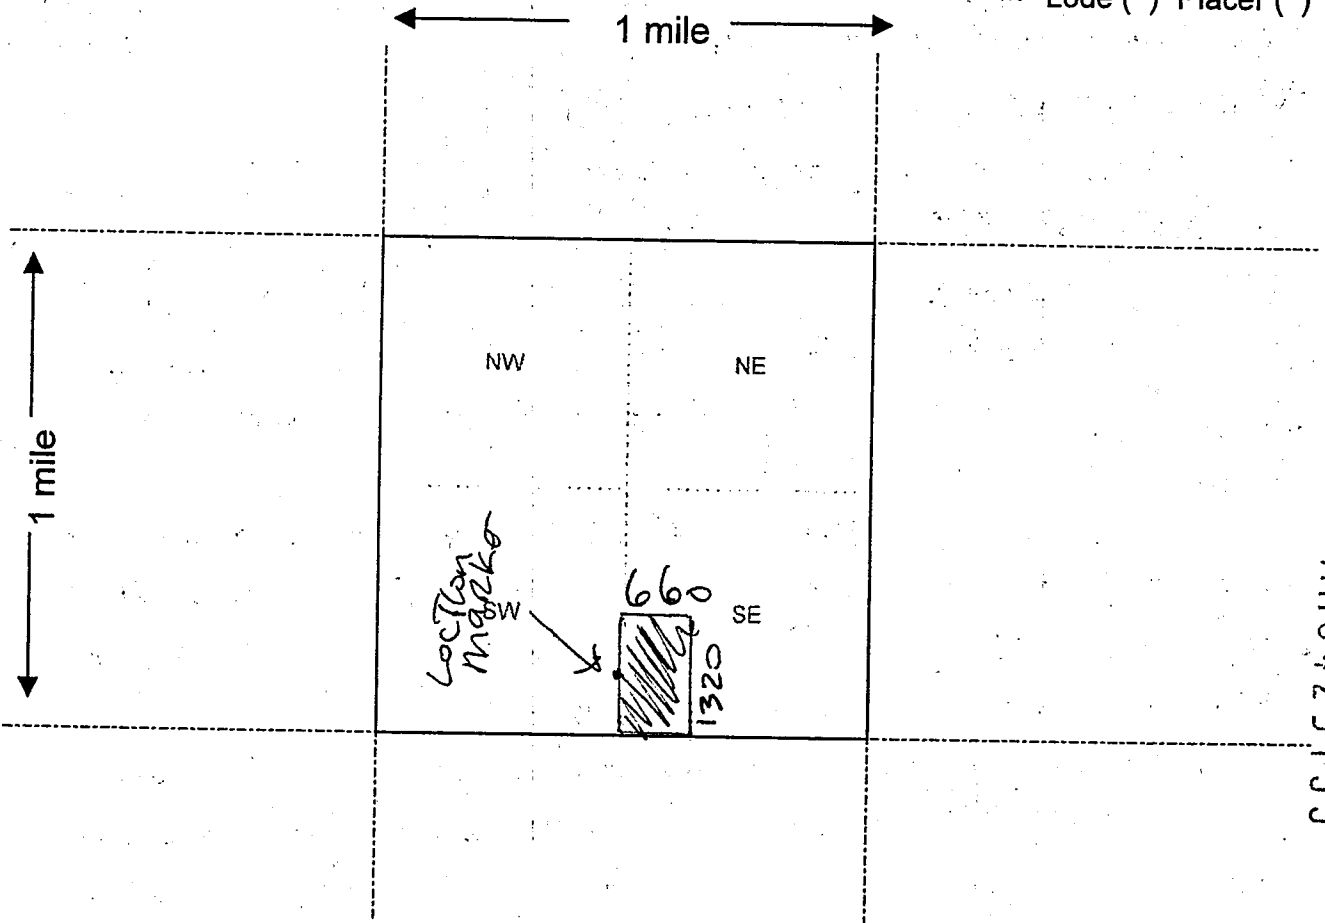 Lode ( ) Placer ( )
1 mile
NW NE
1 mile
Loction
marker
SW
660
SE
1320